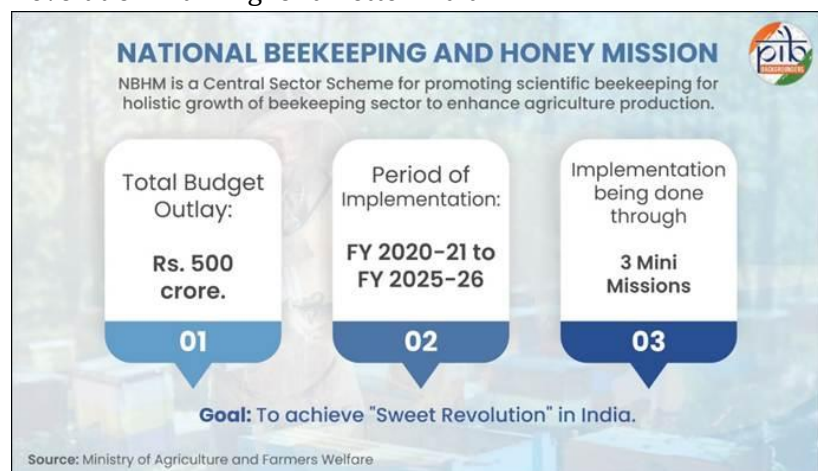 NATIONAL BEEKEEPING AND HONEY MISSION
pib
BACKGROUNDERS
NBHM is a Central Sector Scheme for promoting scientific beekeeping for
holistic growth of beekeeping sector to enhance agriculture production.
Total Budget
Outlay:
Rs. 500
crore.
01
Period of
Implementation:
FY 2020-21 to
FY 2025-26
02
Implementation
being done
through
3 Mini
Missions
03
Goal: To achieve "Sweet Revolution" in India.
Source: Ministry of Agriculture and Farmers Welfare